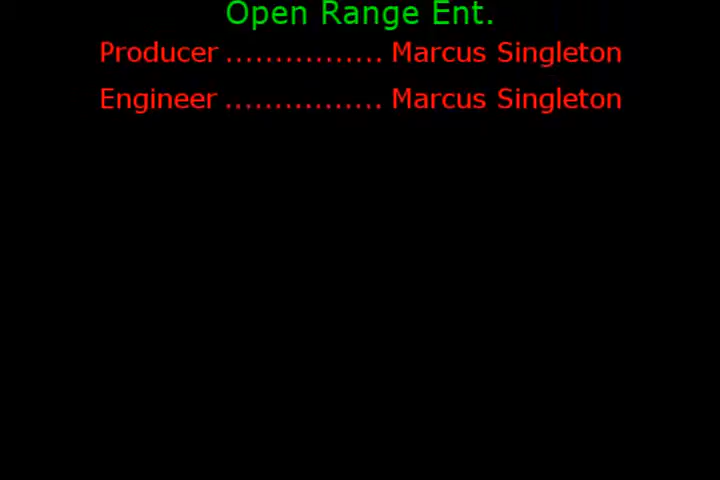 Open Range Ent.
Producer ................ Marcus Singleton
Engineer ................ Marcus Singleton